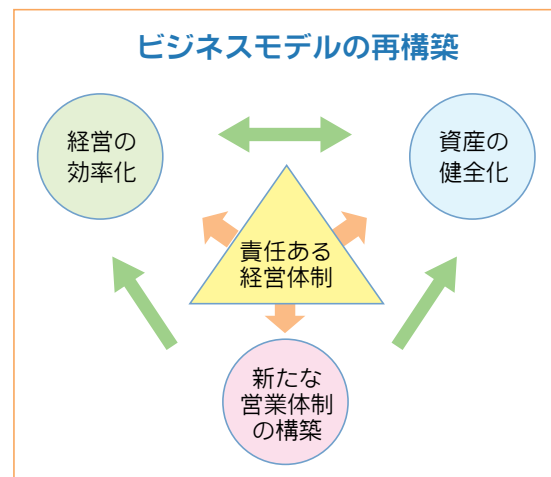 ビジネスモデルの再構築
経営の
効率化
資産の
健全化
責任ある
経営体制
新たな
営業体制
の構築